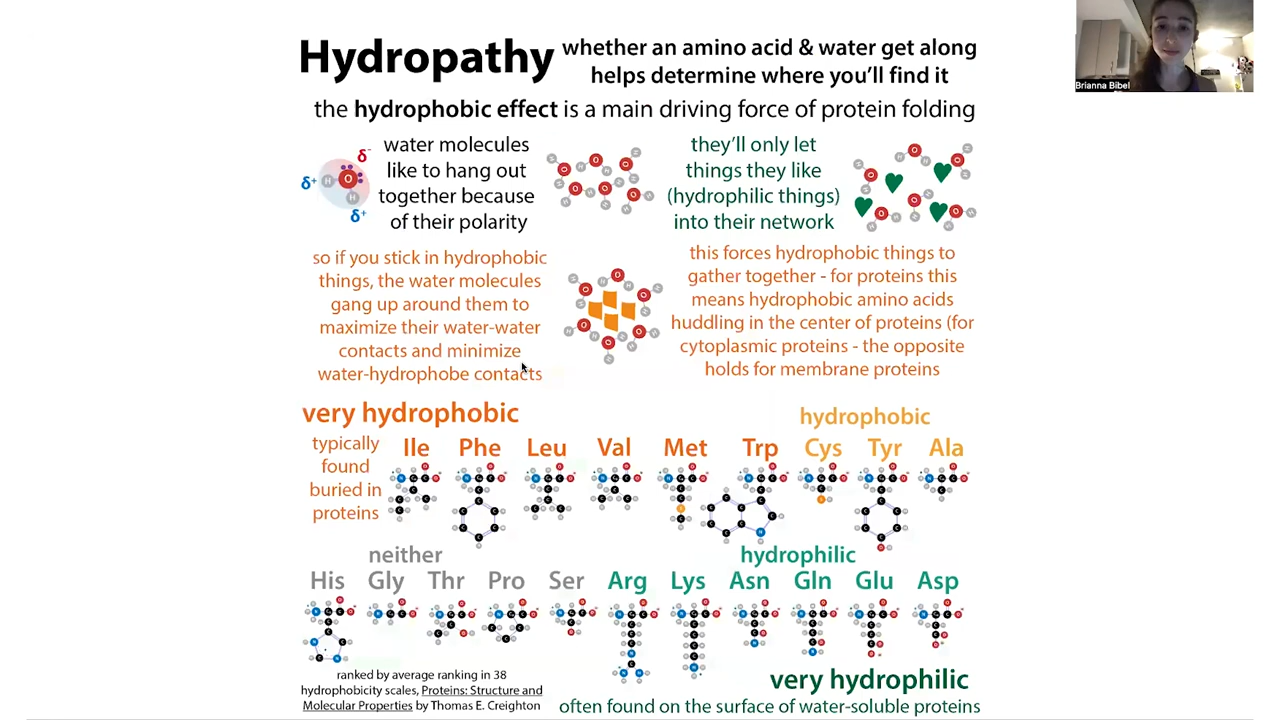 Hydropathy whether an amino acid & water get along
helps determine where you'll find it
the hydrophobic effect is a main driving force of protein folding
water molecules
like to hang out
together because
of their polarity
δ-
δ+
δ+
they'll only let
things they like
(hydrophilic things)
into their network
so if you stick in hydrophobic
things, the water molecules
gang up around them to
maximize their water-water
contacts and minimize
water-hydrophobe contacts
this forces hydrophobic things to
gather together - for proteins this
means hydrophobic amino acids
huddling in the center of proteins (for
cytoplasmic proteins - the opposite
holds for membrane proteins
very hydrophobic
hydrophobic
typically
found
buried in
proteins
Ile Phe Leu Val Met Trp Cys Tyr Ala
neither
hydrophilic
His Gly Thr Pro Ser Arg Lys Asn Gln Glu Asp
ranked by average ranking in 38
hydrophobicity scales, Proteins: Structure and
Molecular Properties by Thomas E. Creighton
very hydrophilic
often found on the surface of water-soluble proteins
Brianna Bibel